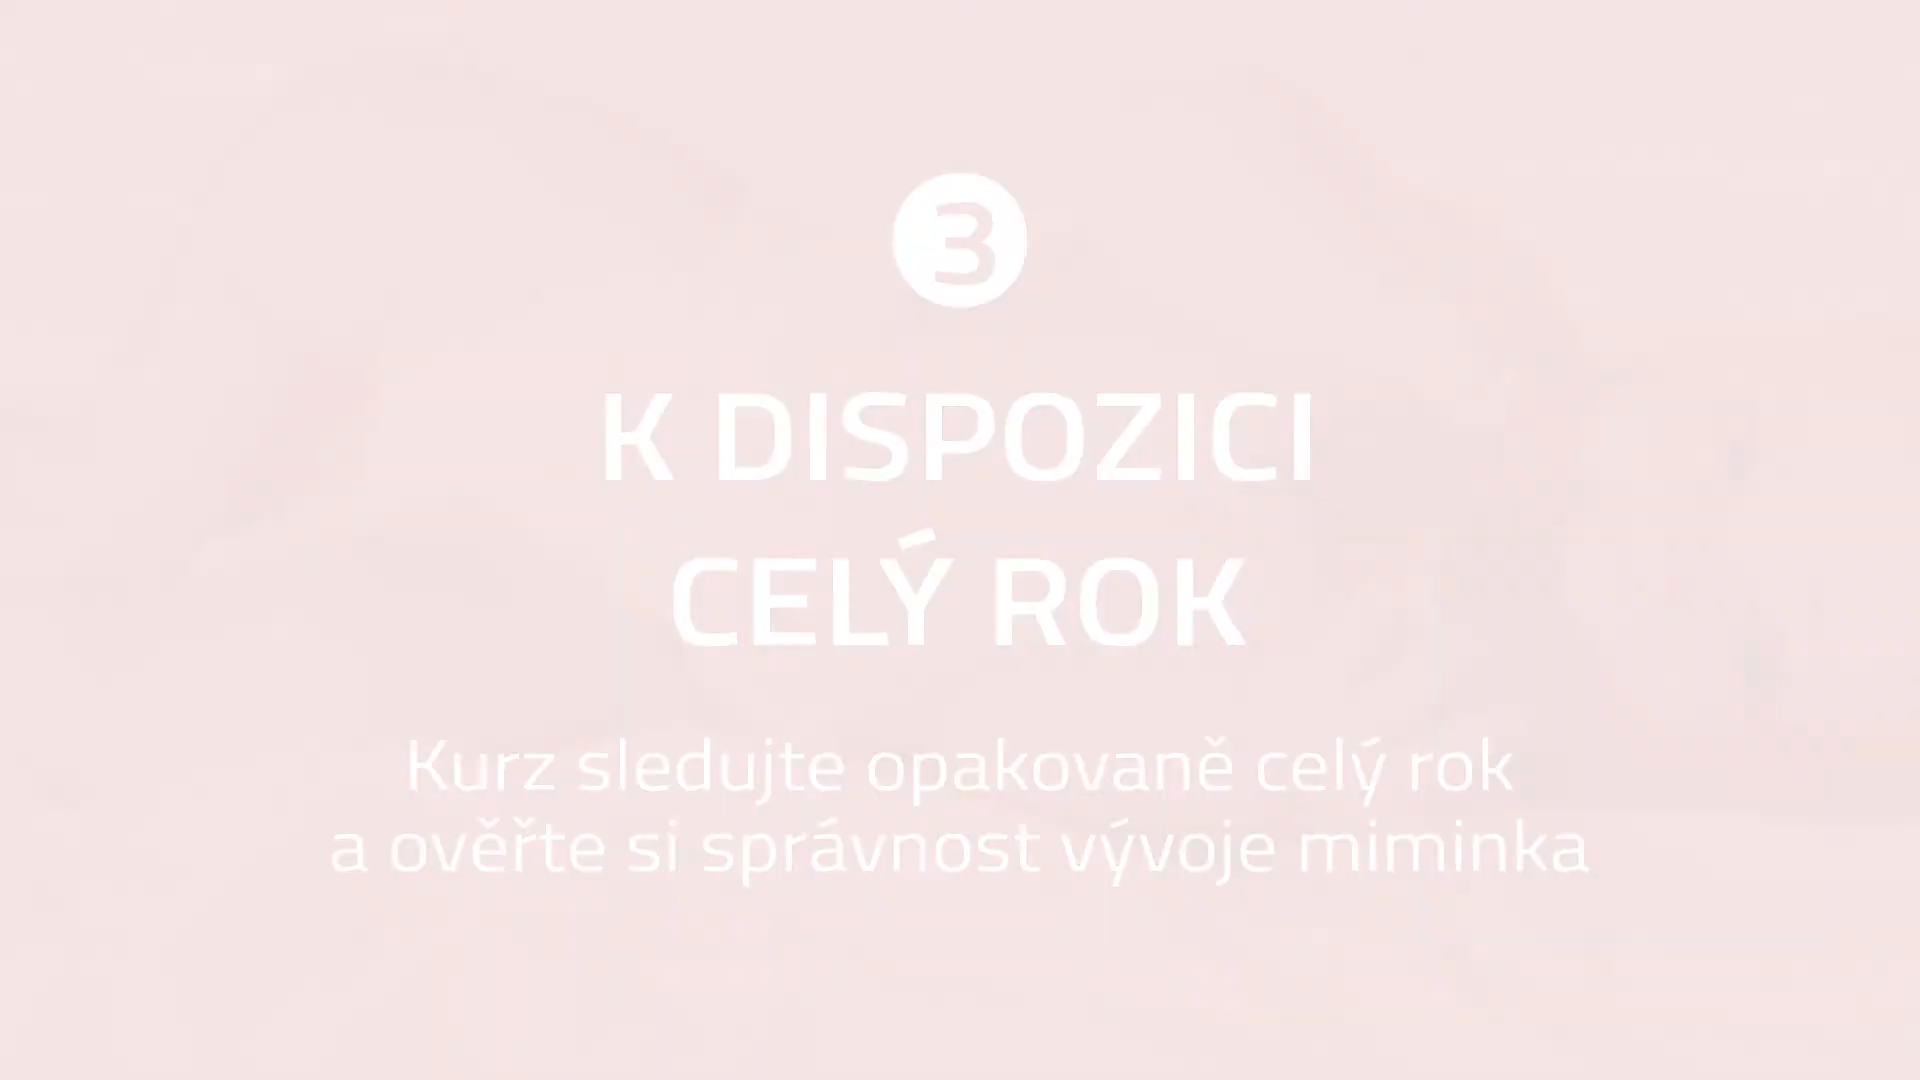 3
K DISPOZICI
CELÝ ROK
Kurz sledujte opakovaně celý rok
a ověřte si správnost vývoje miminka